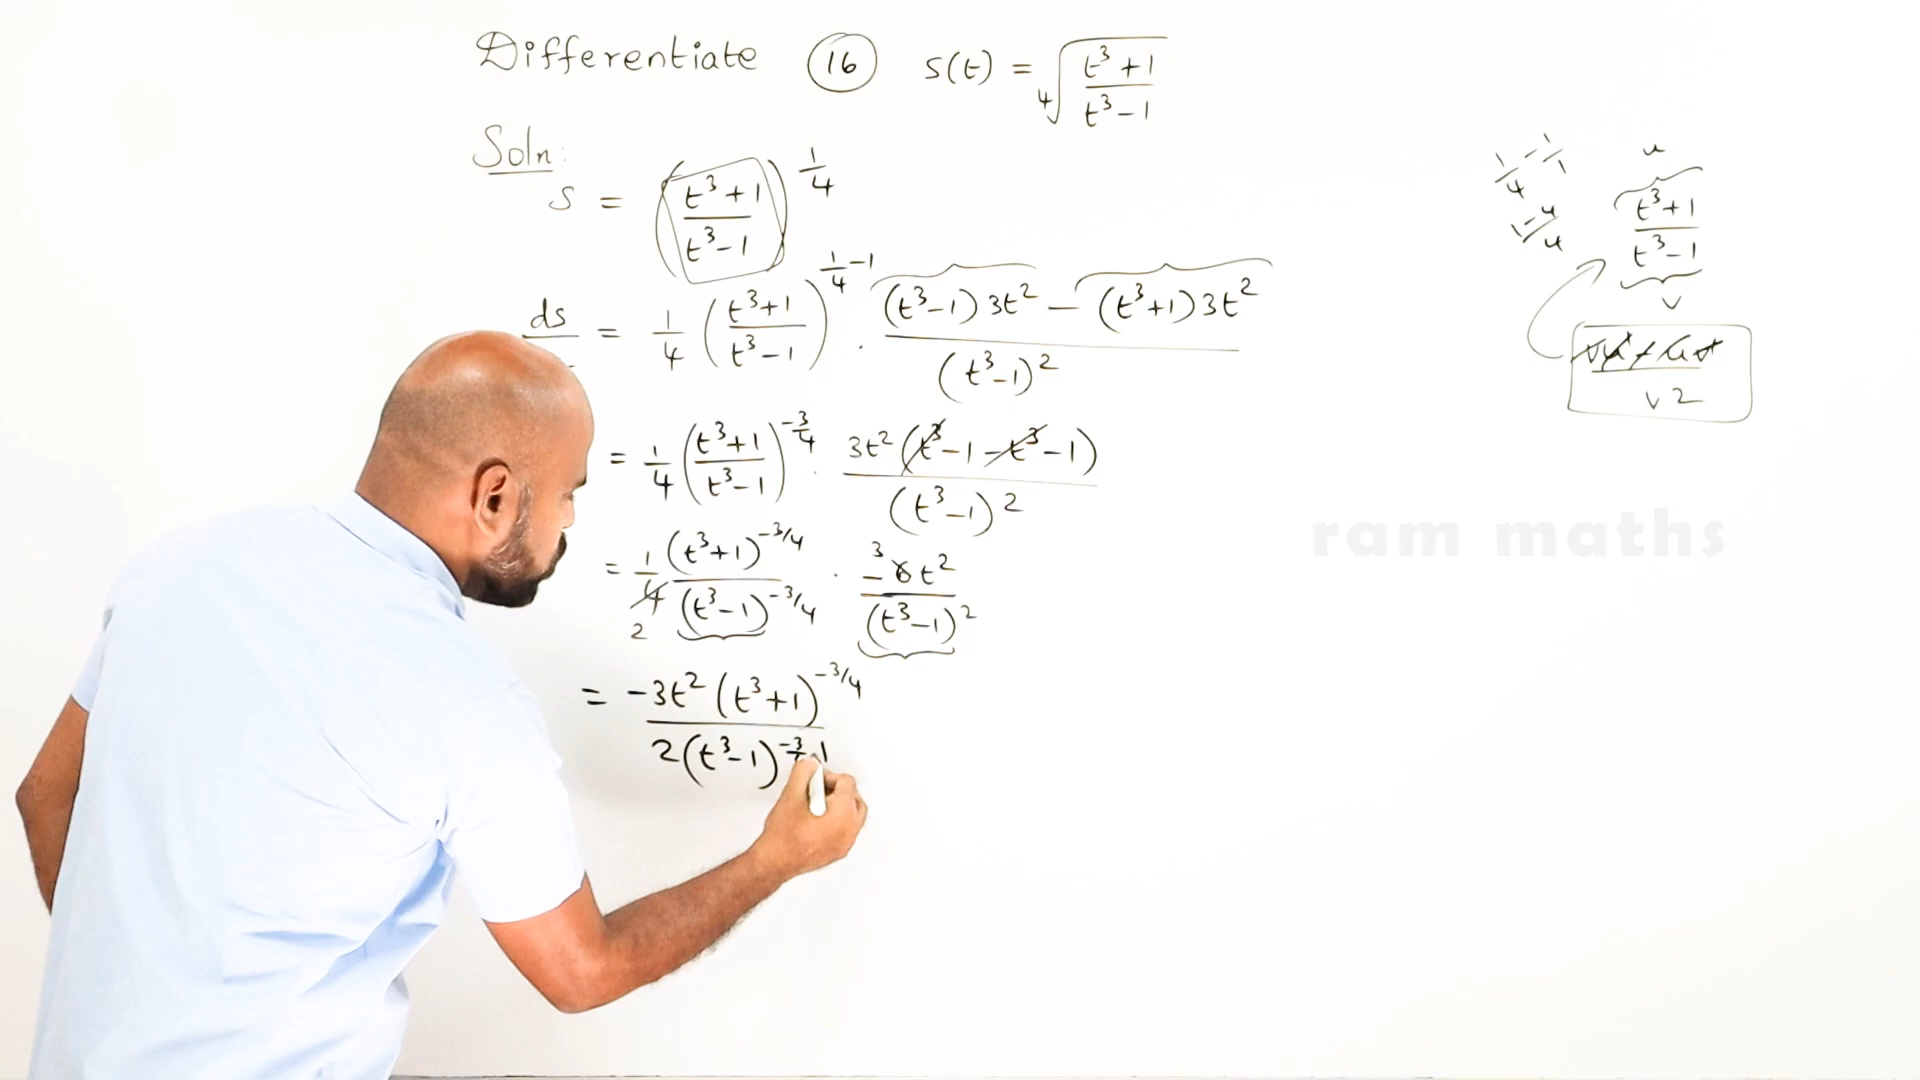 Differentiate (16) s(t) = ∜((t³+1)/(t³-1))
Soln:
s = ((t³+1)/(t³-1))^(1/4)
ds = 1/4 ((t³+1)/(t³-1))^(1/4 -1) · ((t³-1)3t² - (t³+1)3t²)/(t³-1)²
= 1/4 ((t³+1)/(t³-1))^(-3/4) · 3t²(t³-1-t³-1)/(t³-1)²
= 1/4 (t³+1)^(-3/4)/(t³-1)^(-3/4) · -6t²/(t³-1)²
2
3
= -3t²(t³+1)^(-3/4)
2(t³-1)
1/4 - 1/1
u
(t³+1)/(t³-1)
v
v2
ram maths